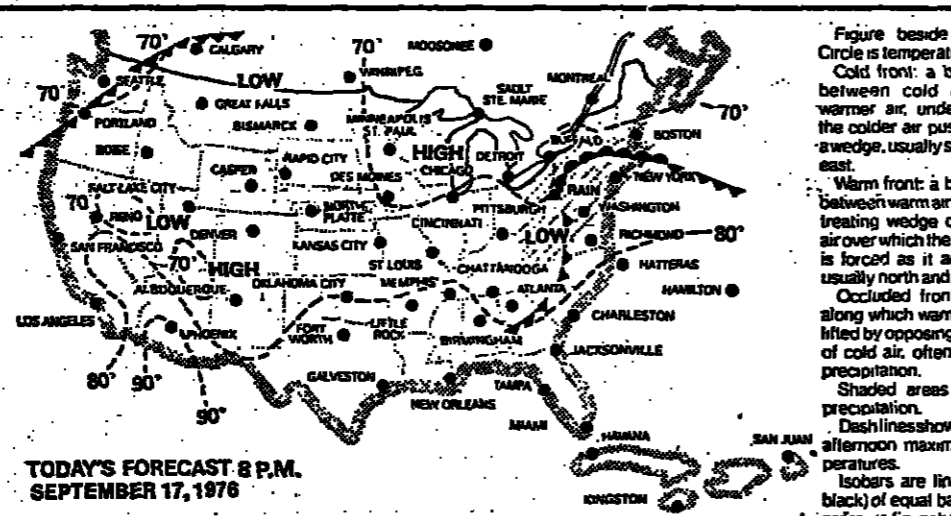 70° 70° CALGARY
70° MOOSONEE
WINNIPEG
SEATTLE LOW
MONTREAL
SAULT
STE. MARIE
70°
GREAT FALLS
PORTLAND
BISMARCK
MINNEAPOLIS
ST. PAUL
70°
BUFFALO
BOSTON
BOISE
CASPER
RAPID CITY
HIGH
DETROIT
CHICAGO
DES MOINES
NEW YORK
RAIN
SALT LAKE CITY
NORTH
PLATTE
PITTSBURGH
WASHINGTON
70°
RENO LOW
DENVER
CINCINNATI
LOW
RICHMOND
80°
SAN FRANCISCO
KANSAS CITY
70°
HIGH
ST LOUIS
CHATTANOOGA
HATTERAS
ALBUQUERQUE
OKLAHOMA CITY
MEMPHIS
ATLANTA
HAMILTON
LOS ANGELES
PHOENIX
FORT
WORTH
LITTLE
ROCK
BIRMINGHAM
CHARLESTON
JACKSONVILLE
80° 90°
90°
GALVESTON
NEW ORLEANS
TAMPA
MIAMI
HAVANA
SAN JUAN
KINGSTON
TODAY'S FORECAST 8 P.M.
SEPTEMBER 17, 1976
Figure beside
Circle is temperat
Cold front: a b
between cold
warmer air, unde
the colder air pus
a wedge, usually s
east.
Warm front: a b
between warm air
treating wedge
air over which the
is forced as it a
usually north and
Occluded fron
along which warm
lifted by opposing
of cold air, often
precipitation.
Shaded areas
precipitation.
Dash lines show
afternoon maxim
peratures.
Isobars are lin
black) of equal ba